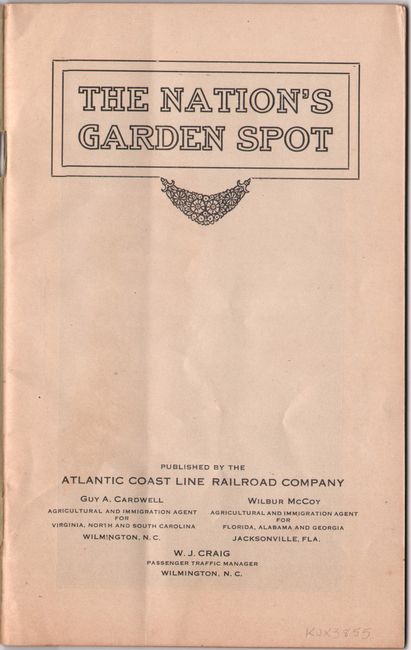 THE NATION'S
GARDEN SPOT
PUBLISHED BY THE
ATLANTIC COAST LINE RAILROAD COMPANY
GUY A. CARDWELL
AGRICULTURAL AND IMMIGRATION AGENT
FOR
VIRGINIA, NORTH AND SOUTH CAROLINA
WILMINGTON, N. C.
WILBUR MCCOY
AGRICULTURAL AND IMMIGRATION AGENT
FOR
FLORIDA, ALABAMA AND GEORGIA
JACKSONVILLE, FLA.
W. J. CRAIG
PASSENGER TRAFFIC MANAGER
WILMINGTON, N. C.